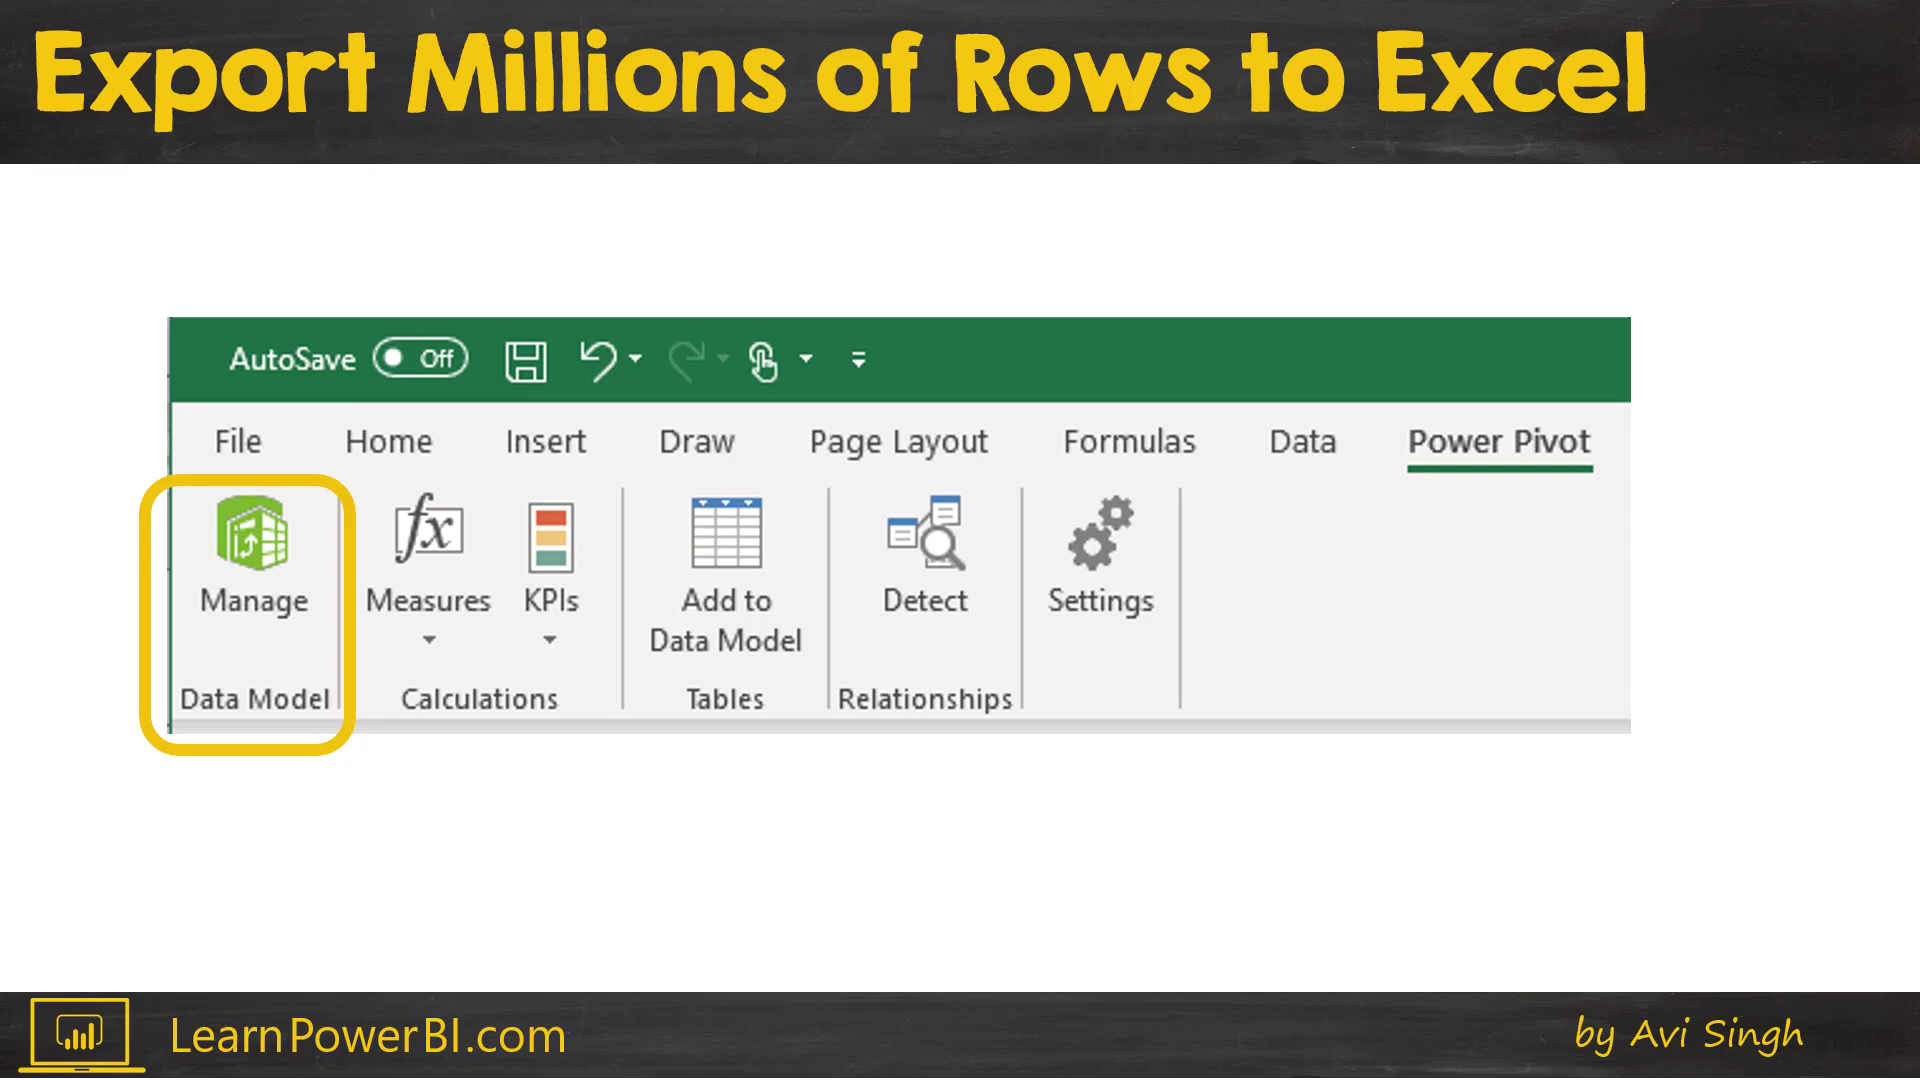 Export Millions of Rows to Excel
AutoSave Off
File Home Insert Draw Page Layout Formulas Data Power Pivot
fx
Manage Measures KPIs Add to Data Model Detect Settings
Data Model Calculations Tables Relationships
LearnPowerBI.com by Avi Singh